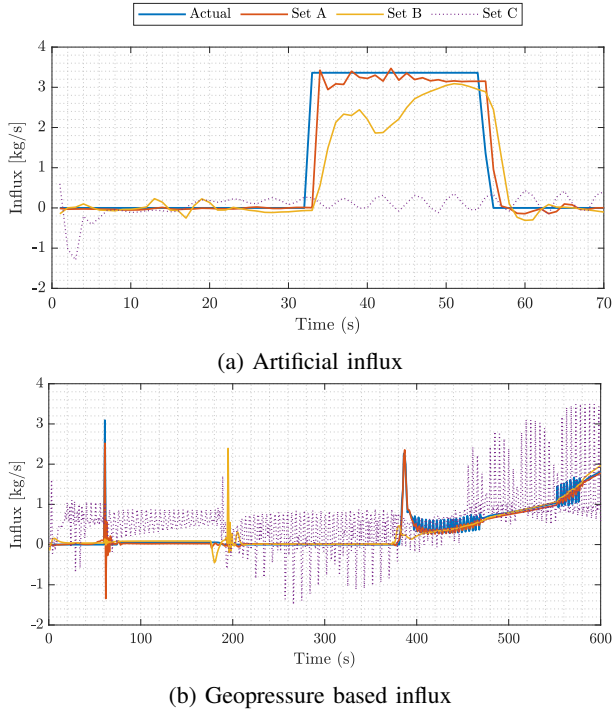 Actual Set A Set B Set C
4
3
2
1
0
-1
-2
Influx [kg/s]
0 10 20 30 40 50 60 70
Time (s)
(a) Artificial influx
4
3
2
1
0
-1
-2
Influx [kg/s]
0 100 200 300 400 500 600
Time (s)
(b) Geopressure based influx